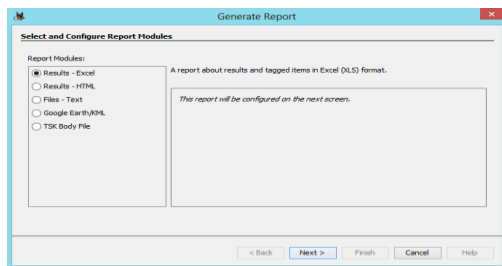 Generate Report
Select and Configure Report Modules
Report Modules:
Results - Excel
Results - HTML
Files - Text
Google Earth/KML
TSK Body File
A report about results and tagged items in Excel (XLS) format.
This report will be configured on the next screen.
< Back Next > Finish Cancel Help